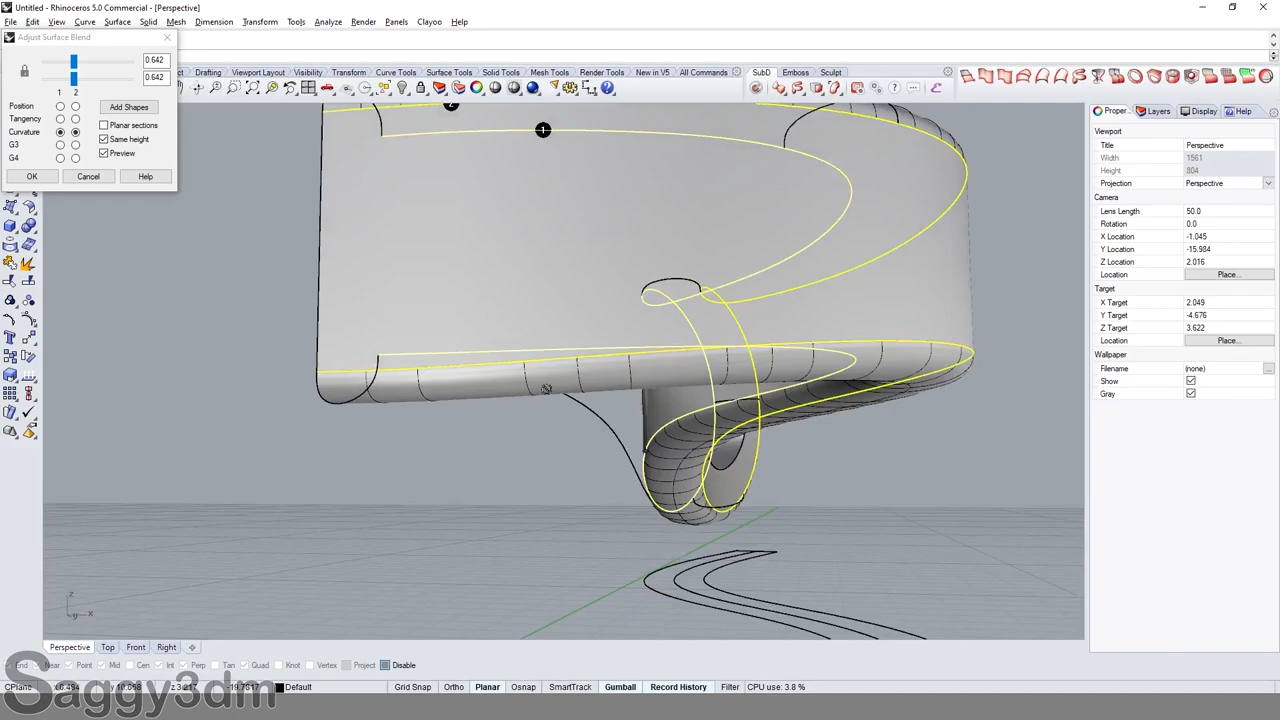 Untitled - Rhinoceros 5.0 Commercial - [Perspective]
File Edit View Curve Surface Solid Mesh Dimension Transform Tools Analyze Render Panels Clayoo Help
Adjust Surface Blend
0.642
0.642
1 2
Position
Tangency
Curvature
G3
G4
Add Shapes
Planar sections
Same height
Preview
OK Cancel Help
Drafting Viewport Layout Visibility Transform Curve Tools Surface Tools Solid Tools Mesh Tools Render Tools New in V5 All Commands SubD Emboss Sculpt
2
1
z
y x
Proper... Layers Display Help
Viewport
Title Perspective
Width 1561
Height 804
Projection Perspective
Camera
Lens Length 50.0
Rotation 0.0
X Location -1.045
Y Location -15.984
Z Location 2.016
Location Place...
Target
X Target 2.049
Y Target -4.676
Z Target 3.622
Location Place...
Wallpaper
Filename (none) ...
Show
Gray
Perspective Top Front Right
End Near Point Mid Cen Int Perp Tan Quad Knot Vertex Project Disable
CPlane Default Grid Snap Ortho Planar Osnap SmartTrack Gumball Record History Filter CPU use: 3.8 %
Saggy3dm